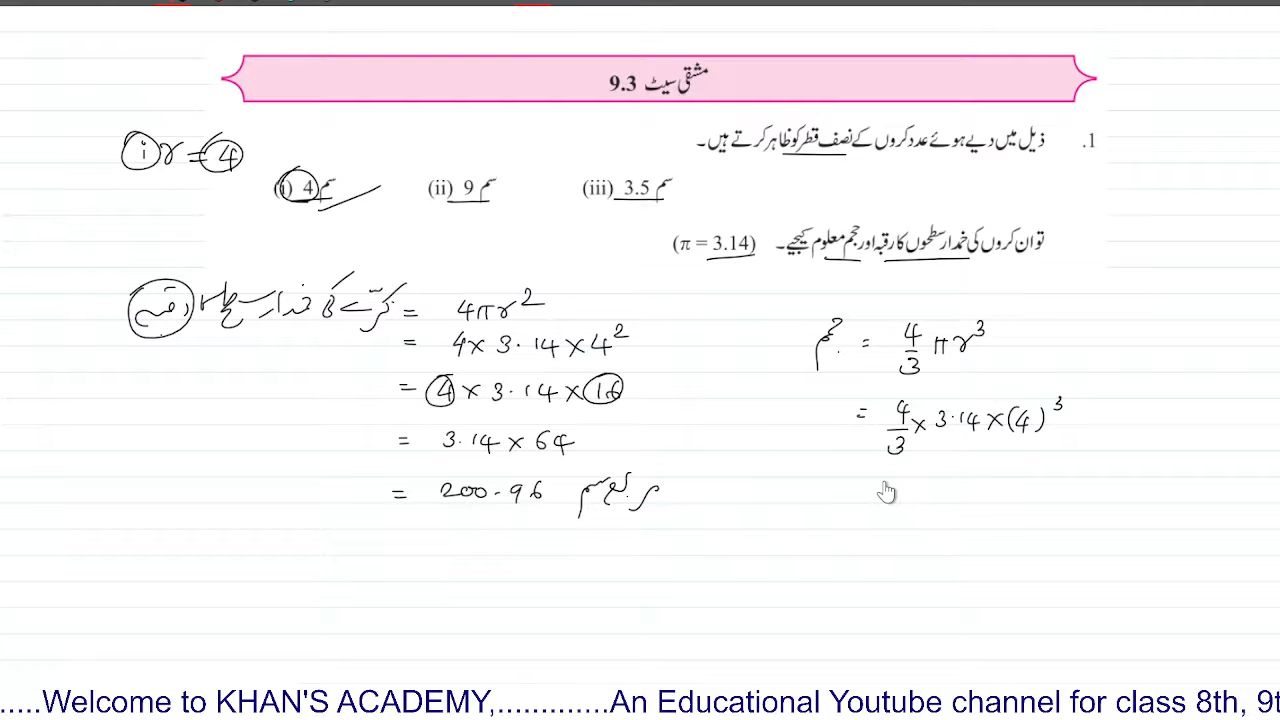 مشقی سیٹ 9.3
1. ذیل میں دیے ہوئے عدد کروں کے نصف قطر کو ظاہر کرتے ہیں۔
i r = 4
(i) 4 سم (ii) 9 سم (iii) 3.5 سم
تو ان کروں کی خمدار سطحوں کا رقبہ اور حجم معلوم کیجیے۔ (π = 3.14)
کرّے کی خمدار سطح کا رقبہ = 4πr²
= 4 × 3.14 × 4²
= 4 × 3.14 × 16
= 3.14 × 64
= 200.96 مربع سم
حجم = 4/3 πr³
= 4/3 × 3.14 × (4)³
.....Welcome to KHAN'S ACADEMY,.............An Educational Youtube channel for class 8th, 9t